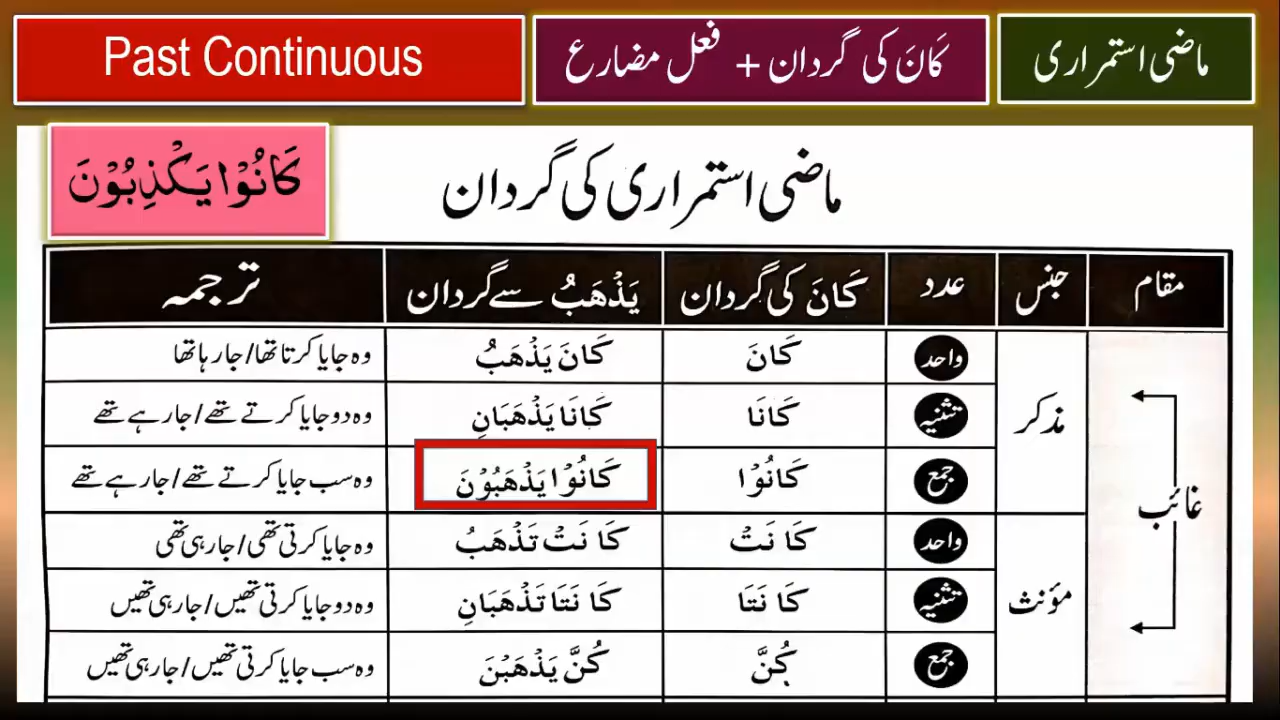 ماضی استمراری
کَانَ کی گردان + فعل مضارع
Past Continuous
کَانُوْا یَکْذِبُوْنَ
ماضی استمراری کی گردان
مقام جنس عدد کَانَ کی گردان یَذْهَبُ سے گردان ترجمہ
غائب
مذکر
واحد کَانَ کَانَ یَذْهَبُ وہ جایا کرتا تھا/جا رہا تھا
تثنیہ کَانَا کَانَا یَذْهَبَانِ وہ دو جایا کرتے تھے/جا رہے تھے
جمع کَانُوْا کَانُوْا یَذْهَبُوْنَ وہ سب جایا کرتے تھے/جا رہے تھے
مؤنث
واحد کَانَتْ کَانَتْ تَذْهَبُ وہ جایا کرتی تھی/جا رہی تھی
تثنیہ کَانَتَا کَانَتَا تَذْهَبَانِ وہ دو جایا کرتی تھیں/جا رہی تھیں
جمع کُنَّ کُنَّ یَذْهَبْنَ وہ سب جایا کرتی تھیں/جا رہی تھیں